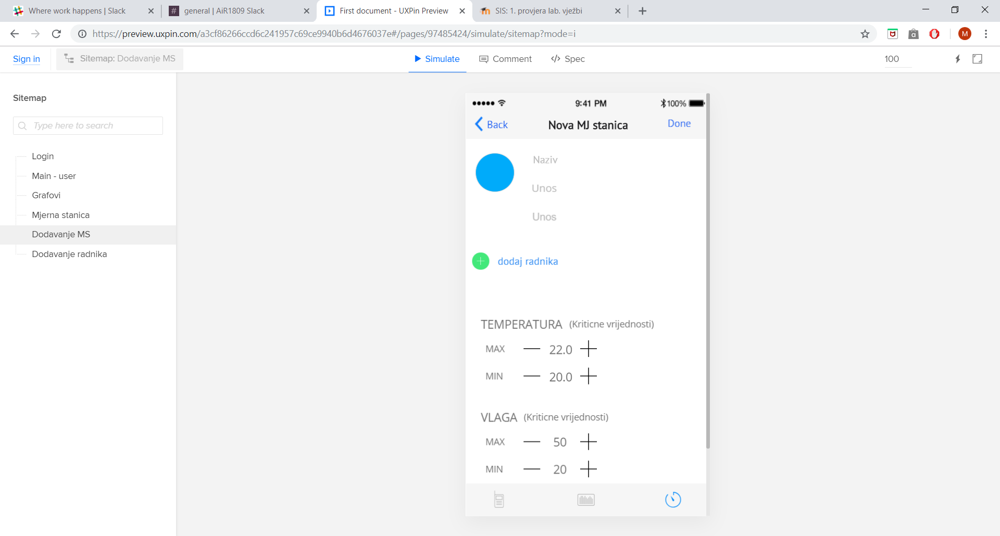 Where work happens | Slack
general | AiR1809 Slack
First document - UXPin Preview
SIS: 1. provjera lab. vježbi
https://preview.uxpin.com/a3cf86266ccd6c241957c69ce9940b6d4676037e#/pages/97485424/simulate/sitemap?mode=i
M
Sign in
Sitemap: Dodavanje MS
Simulate
Comment
Spec
100
Sitemap
Type here to search
Login
Main - user
Grafovi
Mjerna stanica
Dodavanje MS
Dodavanje radnika
9:41 PM
100%
Back
Nova MJ stanica
Done
Naziv
Unos
Unos
dodaj radnika
TEMPERATURA (Kriticne vrijednosti)
MAX — 22.0 +
MIN — 20.0 +
VLAGA (Kriticne vrijednosti)
MAX — 50 +
MIN — 20 +